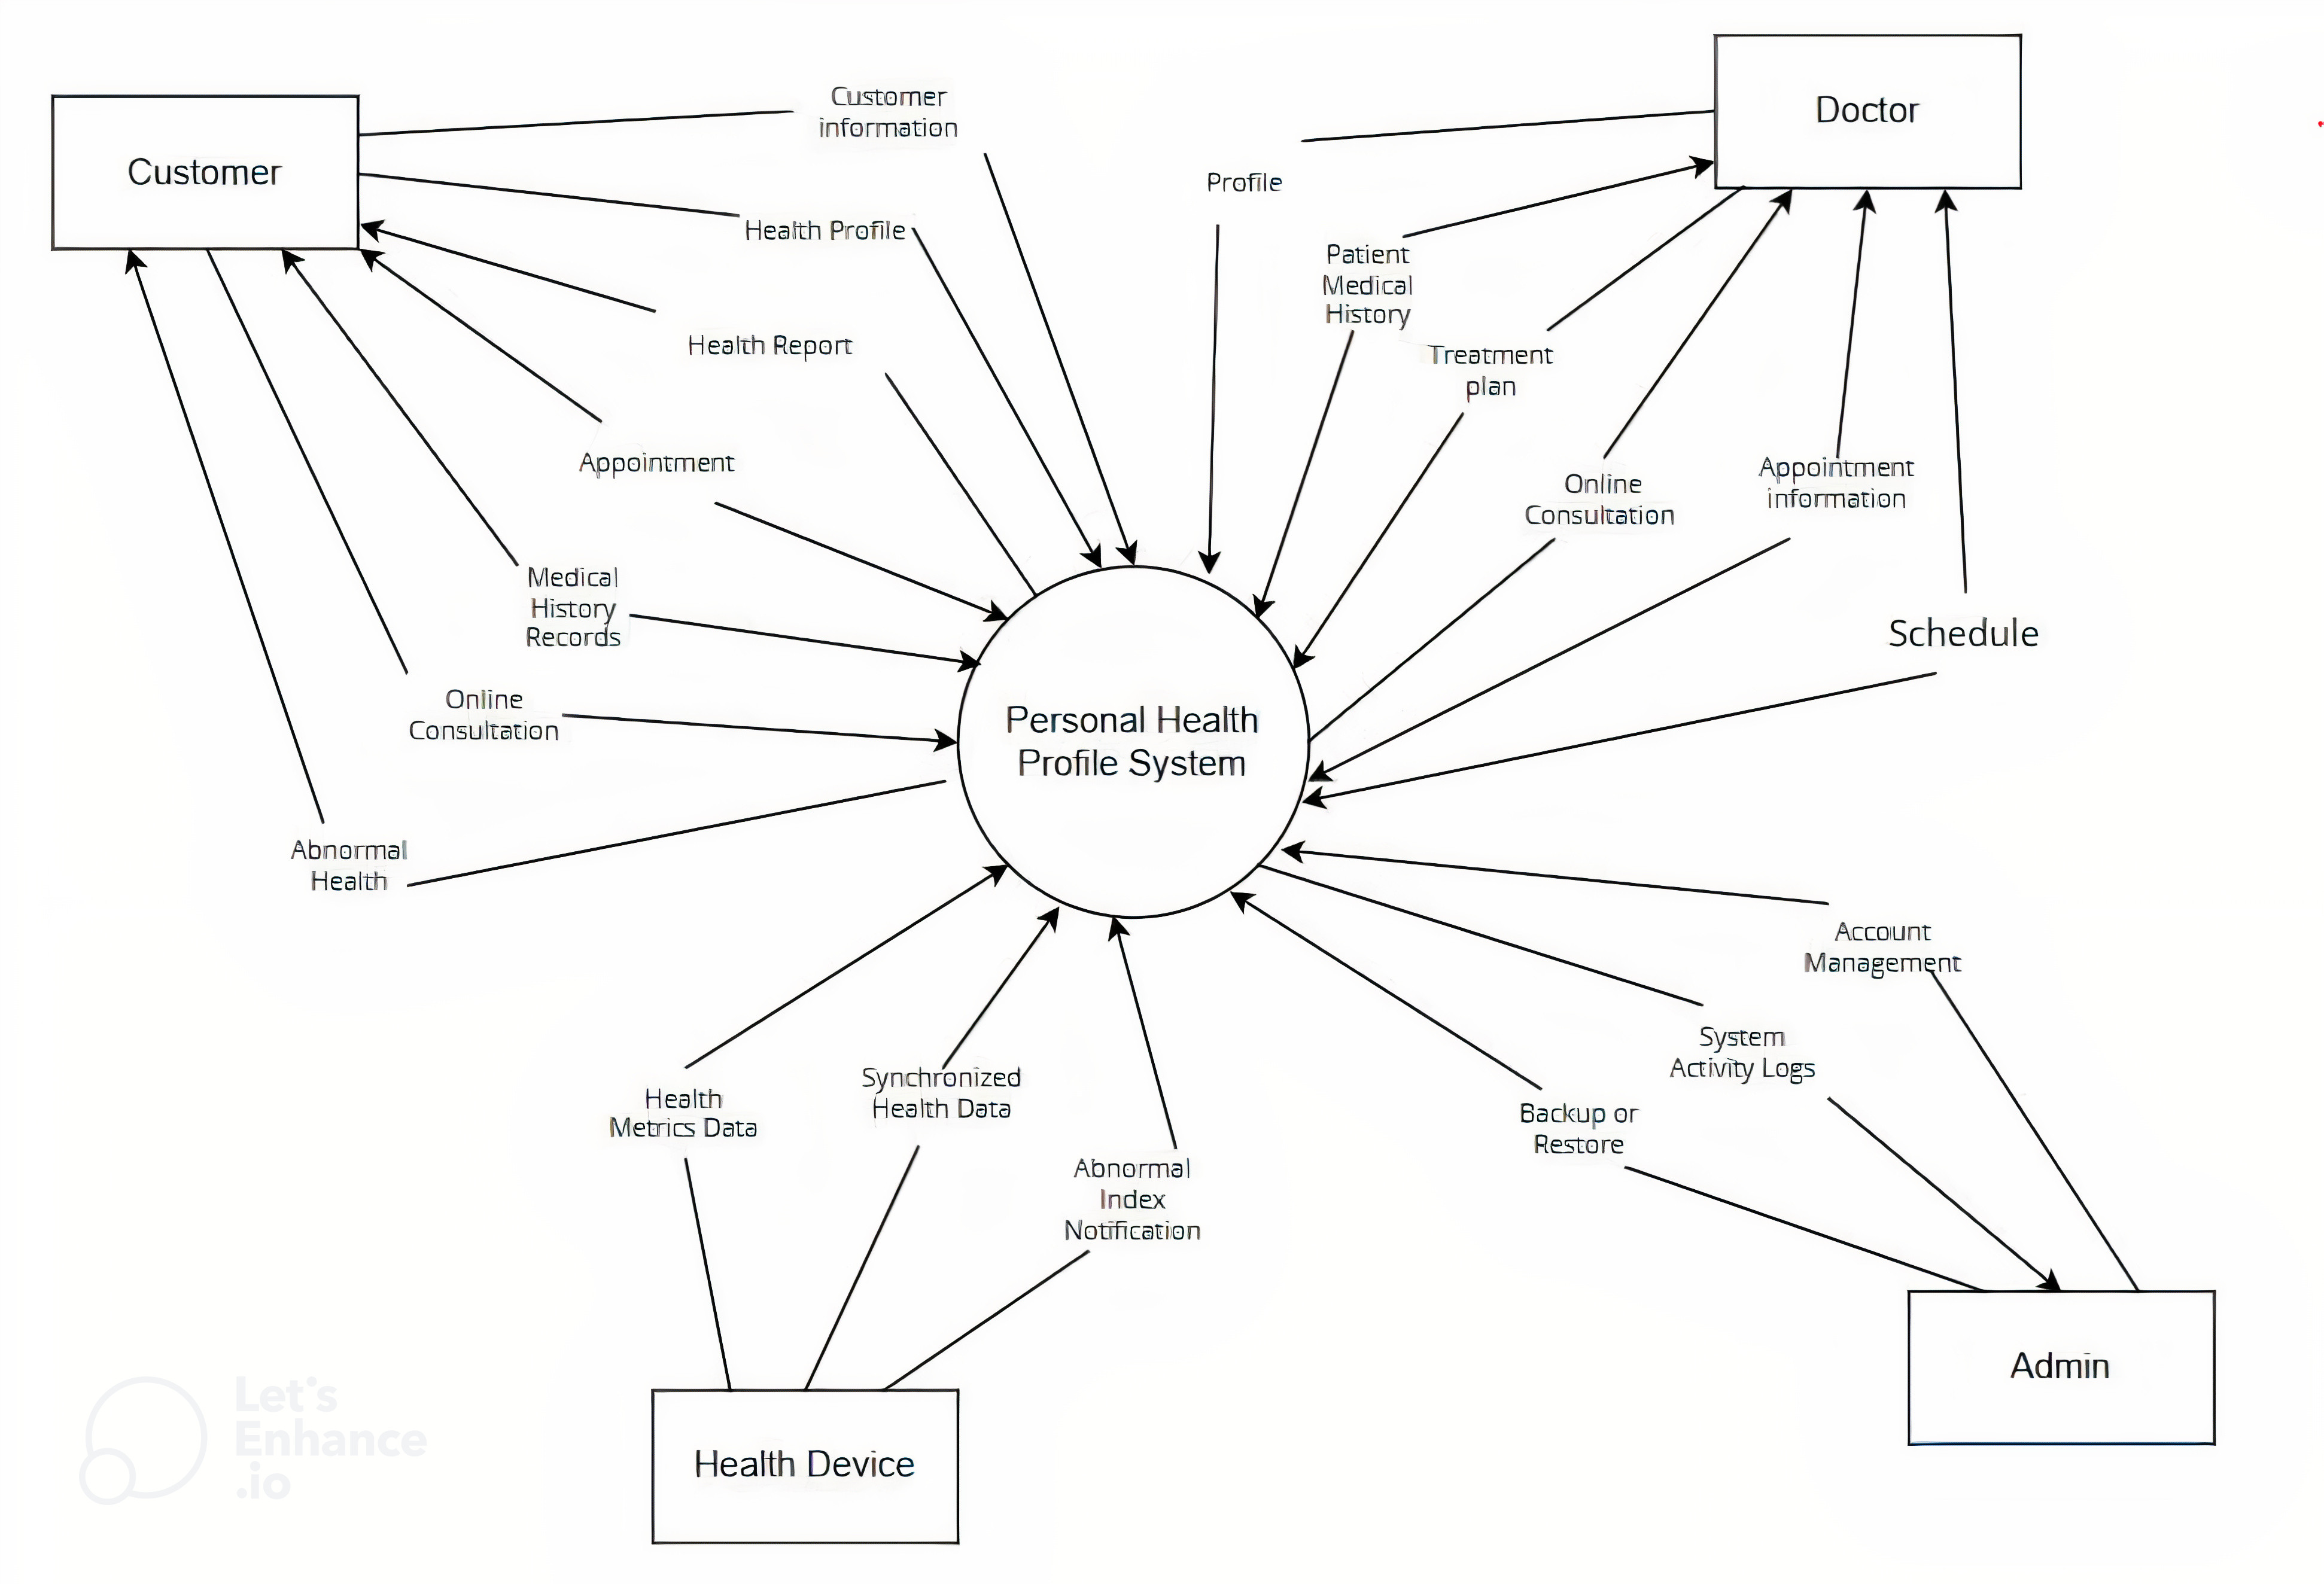 Customer
Customer
information
Health Profile
Health Report
Appointment
Medical
History
Records
Online
Consultation
Abnormal
Health
Doctor
Profile
Patient
Medical
History
Treatment
plan
Online
Consultation
Appointment
information
Schedule
Personal Health
Profile System
Account
Management
System
Activity Logs
Backup or
Restore
Admin
Health
Metrics Data
Synchronized
Health Data
Abnormal
Index
Notification
Health Device
Let's
Enhance
.io